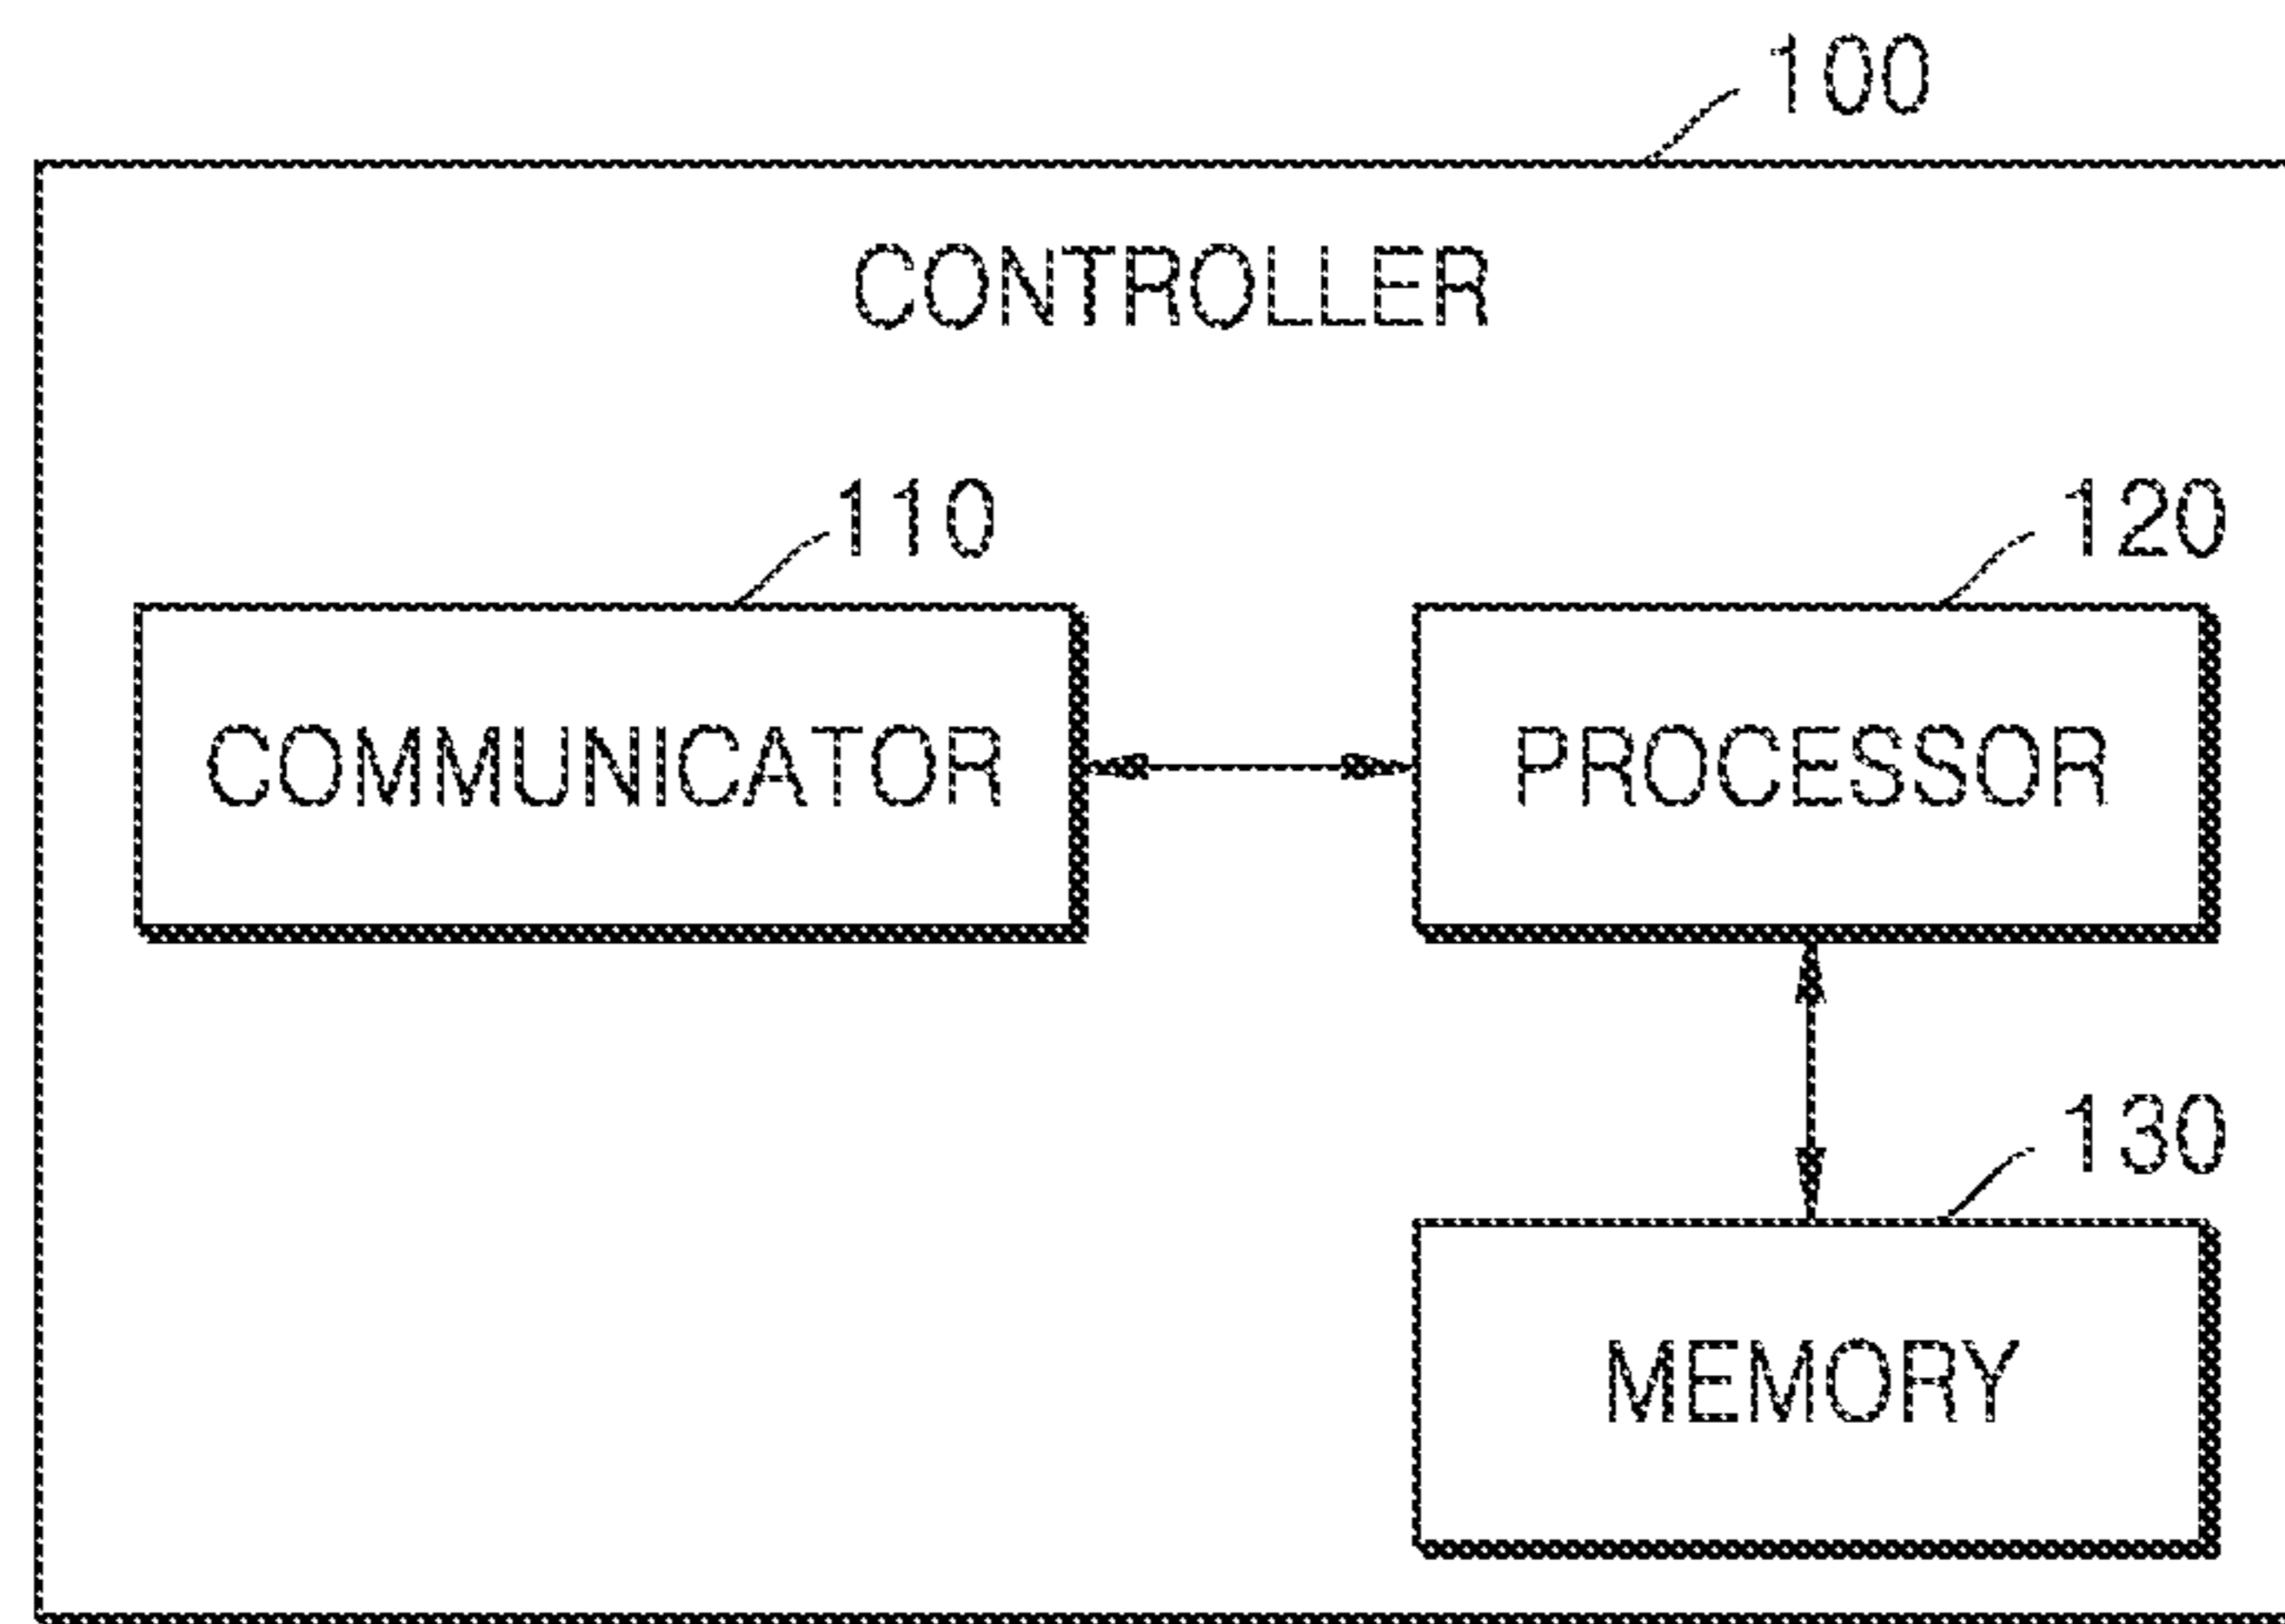 100
CONTROLLER
110
120
COMMUNICATOR
PROCESSOR
130
MEMORY